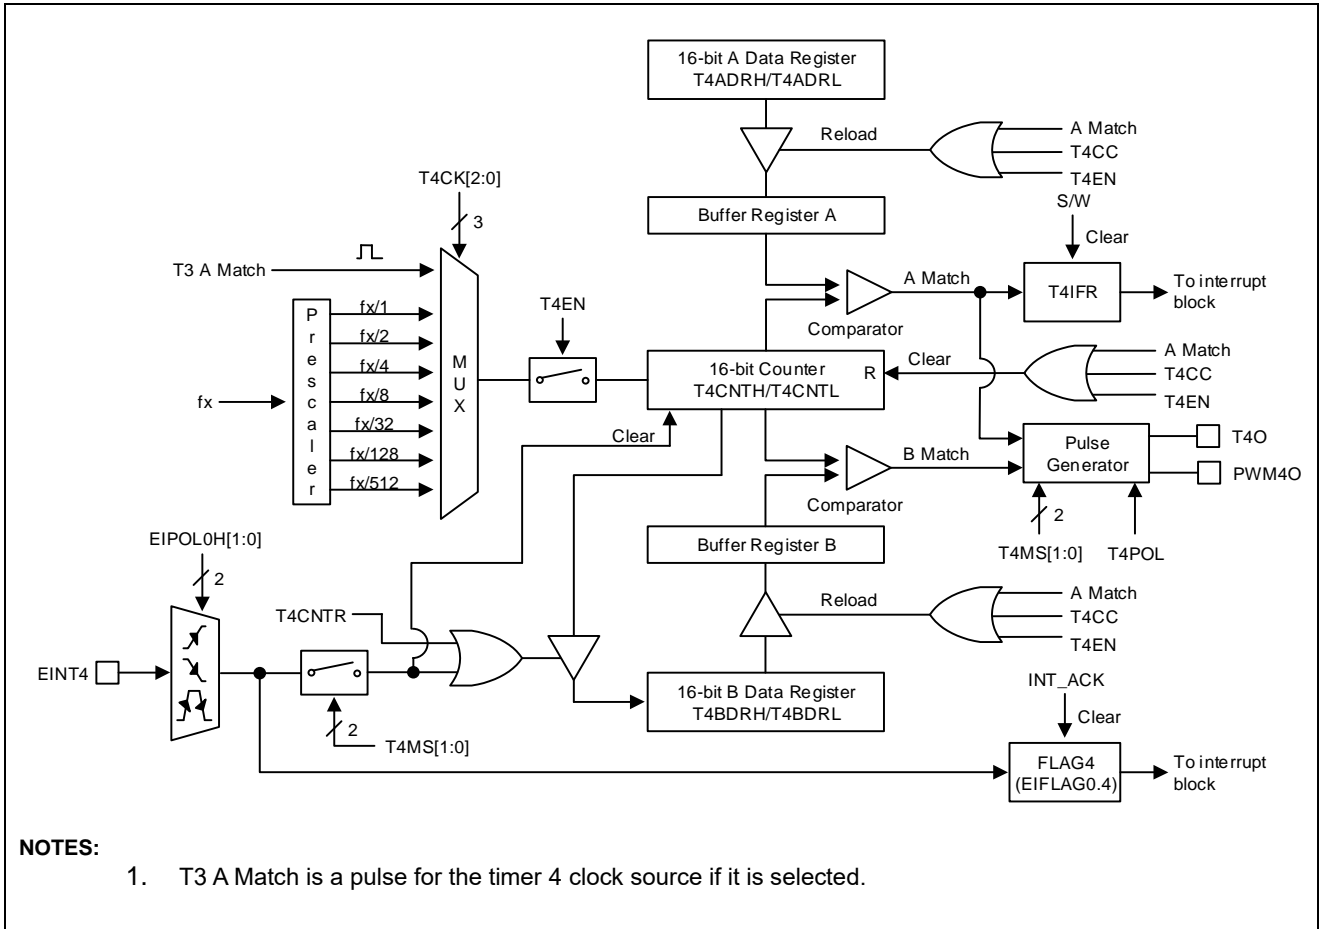 16-bit A Data Register
T4ADRH/T4ADRL
Reload
A Match
T4CC
T4EN
T4CK[2:0]
3
S/W
Clear
Buffer Register A
T3 A Match
A Match
T4IFR
To interrupt
block
Comparator
Prescaler
fx/1
fx/2
fx/4
fx/8
fx/32
fx/128
fx/512
fx
MUX
T4EN
16-bit Counter
T4CNTH/T4CNTL
R
Clear
A Match
T4CC
T4EN
Clear
B Match
Comparator
Pulse
Generator
T4O
PWM4O
2
T4MS[1:0]
T4POL
Buffer Register B
EIPOL0H[1:0]
2
T4CNTR
Reload
A Match
T4CC
T4EN
EINT4
2
T4MS[1:0]
16-bit B Data Register
T4BDRH/T4BDRL
INT_ACK
Clear
FLAG4
(EIFLAG0.4)
To interrupt
block
NOTES:
1. T3 A Match is a pulse for the timer 4 clock source if it is selected.